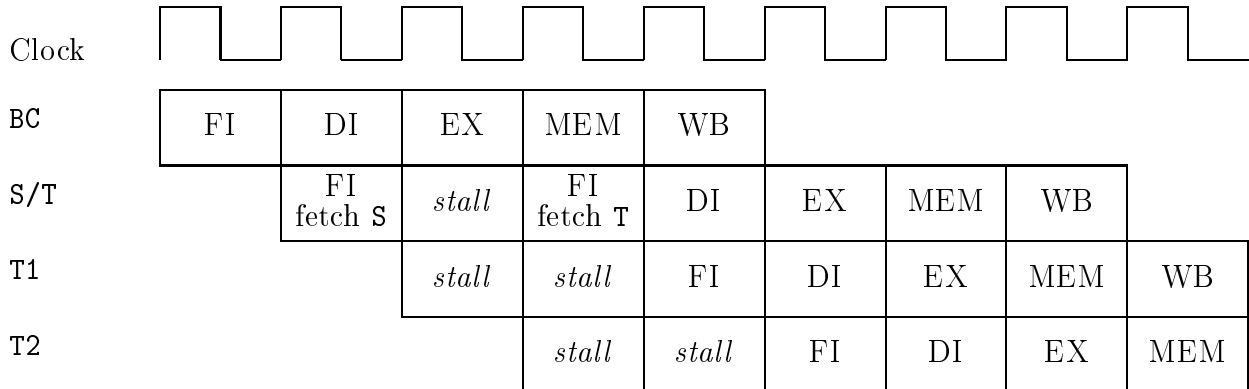 Clock
BC FI DI EX MEM WB
S/T FI fetch S stall FI fetch T DI EX MEM WB
T1 stall stall FI DI EX MEM WB
T2 stall stall FI DI EX MEM